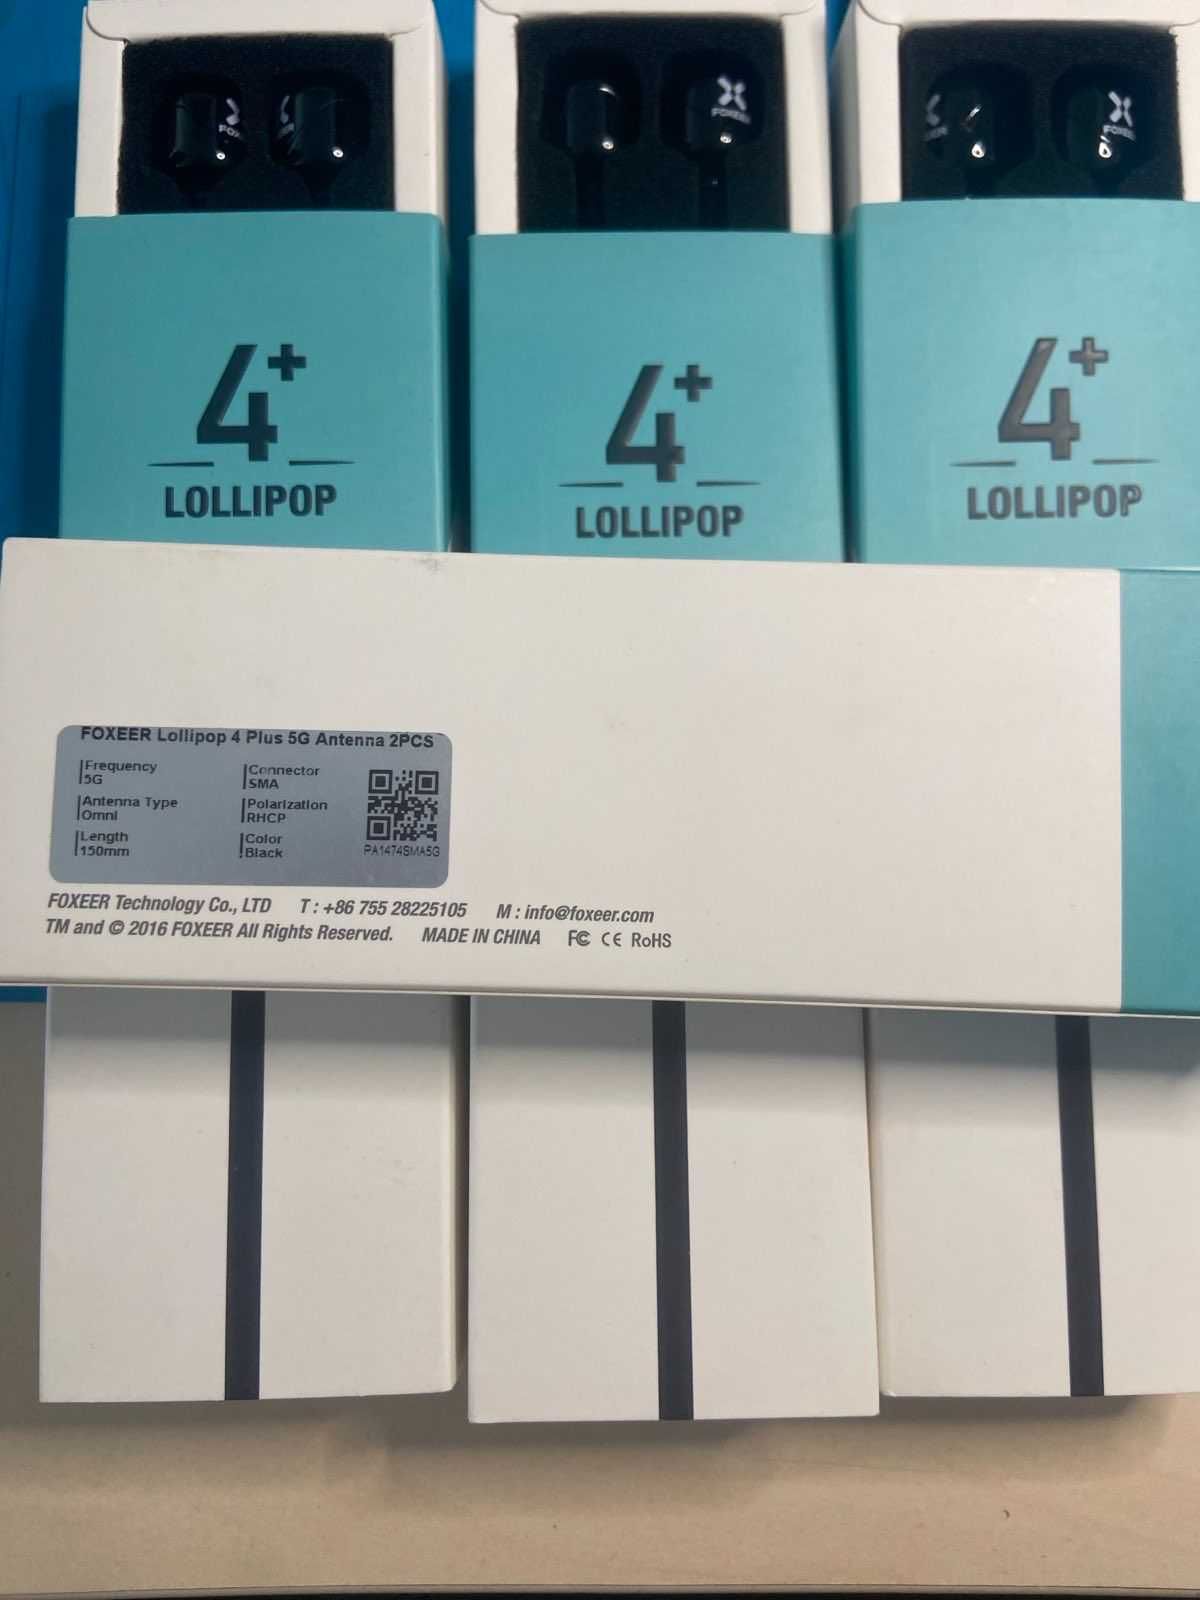 FOXEER
FOXEER
4+
LOLLIPOP
4+
LOLLIPOP
4+
LOLLIPOP
FOXEER Lollipop 4 Plus 5G Antenna 2PCS
Frequency
5G
Connector
SMA
Antenna Type
Omni
Polarization
RHCP
Length
150mm
Color
Black
PA1474SMA5G
FOXEER Technology Co., LTD T : +86 755 28225105 M : info@foxeer.com
TM and © 2016 FOXEER All Rights Reserved. MADE IN CHINA FC CE RoHS